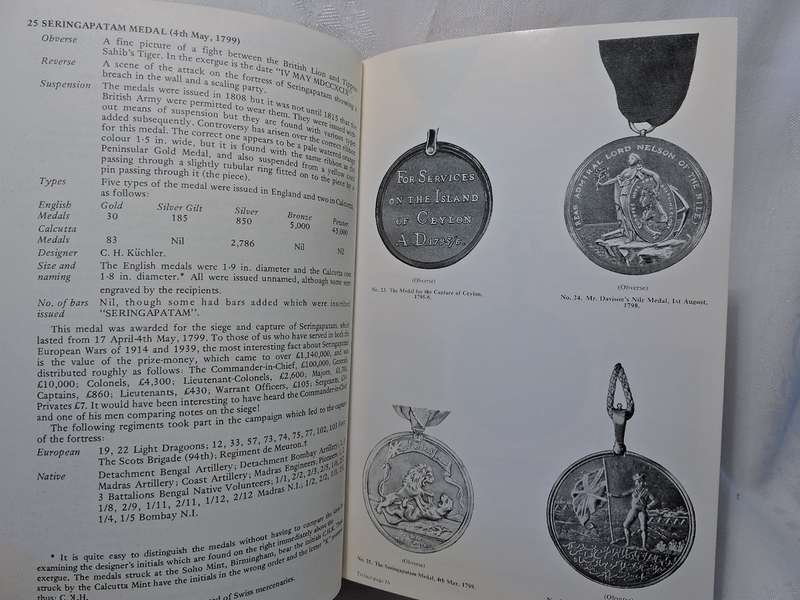 25 SERINGAPATAM MEDAL (4th May, 1799)
Obverse A fine picture of a fight between the British Lion and
Sahib's Tiger. In the exergue is the date "IV MAY MDCCXCIX"
Reverse A scene of the attack on the fortress of Seringapatam showing a
breach in the wall and a scaling party.
Suspension The medals were issued in 1808 but it was not until 1815 that the
British Army were permitted to wear them. They were issued with-
out means of suspension but they are found with various types
added subsequently. Controversy has arisen over the correct ribbon
for this medal. The correct one appears to be a pale watered orange
colour 1·5 in. wide, but it is found with the same ribbon as the
Peninsular Gold Medal, and also suspended from a yellow cord
passing through a slightly tubular ring fitted on to the piece by a
pin passing through it (the piece).
Types Five types of the medal were issued in England and two in Calcutta,
as follows:
English Gold Silver Gilt Silver Bronze Pewter
Medals 30 185 850 5,000 45,000
Calcutta
Medals 83 Nil 2,786 Nil Nil
Designer C. H. Küchler.
Size and The English medals were 1·9 in. diameter and the Calcutta one
naming 1·8 in. diameter.* All were unnamed, although some were
engraved by the recipients.
No. of bars Nil, though some had bars added which were inscribed
issued "SERINGAPATAM".
This medal was awarded for the siege and capture of Seringapatam, which
lasted from 17 April-4th May, 1799. To those of us who have served in both the
European Wars of 1914 and 1939, the most interesting fact about Seringapatam
is the value of the prize-money, which came to over £1,140,000, and was
distributed roughly as follows: The Commander-in-Chief, £100,000, Generals,
£10,000; Colonels, £4,300; Lieutenant-Colonels, £2,600; Majors,
Captains, £860; Lieutenants, £430; Warrant Officers, £105; Sergeants,
Privates £7. It would have been interesting to have heard the Commander-in-Chief
and one of his men comparing notes on the siege!
The following regiments took part in the campaign which led to the capture
of the fortress:
European 19, 22 Light Dragoons; 12, 33, 57, 73, 74, 75, 77, 102, 103
The Scots Brigade (94th); Regiment de Meuron.†
Native Detachment Bengal Artillery; Detachment Bombay Artillery;
Madras Artillery; Coast Artillery; Madras Engineers; Pioneers;
3 Battalions Bengal Native Volunteers; 1/1, 2/2, 2/3, 2/5,
1/8, 2/9, 1/11, 2/11, 1/12, 2/12 Madras N.I.; 1/2, 2/2,
1/4, 1/5 Bombay N.I.
* It is quite easy to distinguish the medals without having to compare the
examining the designer's initials which are found on the right immediately above the
exergue. The medals struck at the Soho Mint, Birmingham, bear the initials C.H.K.
struck by the Calcutta Mint have the initials in the wrong order and the letter "K"
thus: C.K.H.
of Swiss mercenaries.
FOR SERVICES
ON THE ISLAND
OF CEYLON
A.D 1795/6.
(Obverse)
No. 23. The Medal for the Capture of Ceylon,
1795-6.
REAR ADMIRAL LORD NELSON OF THE NILE
(Obverse)
No. 24. Mr. Davison's Nile Medal, 1st August,
1798.
(Obverse)
No. 25. The Seringapatam Medal, 4th May, 1799.